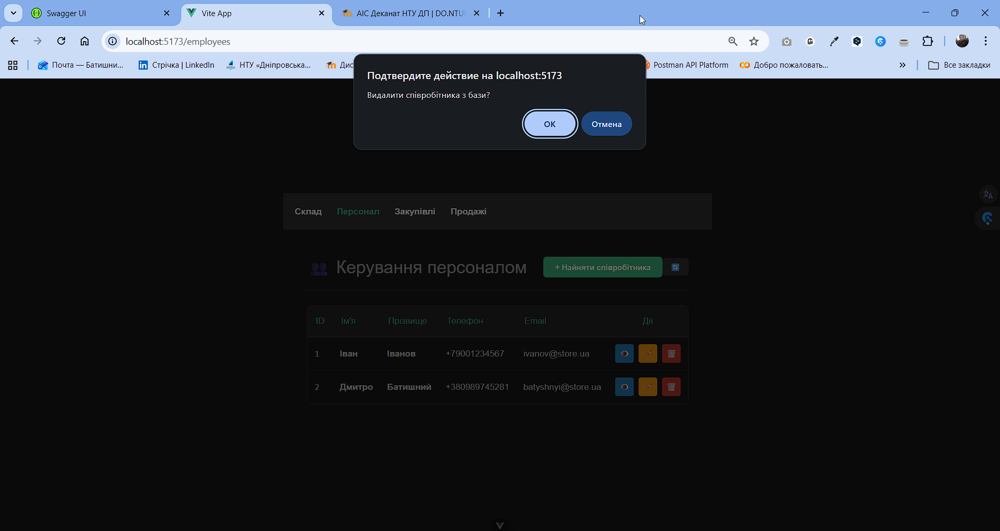 Swagger UI
Vite App
АІС Деканат НТУ ДП | DO.NTU
localhost:5173/employees
Почта — Батишни...
Стрічка | LinkedIn
НТУ «Дніпровська...
Дис
Postman API Platform
Добро пожаловать...
Все закладки
Подтвердите действие на localhost:5173
Видалити співробітника з бази?
ОК
Отмена
Склад
Персонал
Закупівлі
Продажі
Керування персоналом
+ Найняти співробітника
ID Ім'я Прізвище Телефон Email Дії
1 Іван Іванов +79001234567 ivanov@store.ua
2 Дмитро Батишний +380989745281 batyshnyi@store.ua